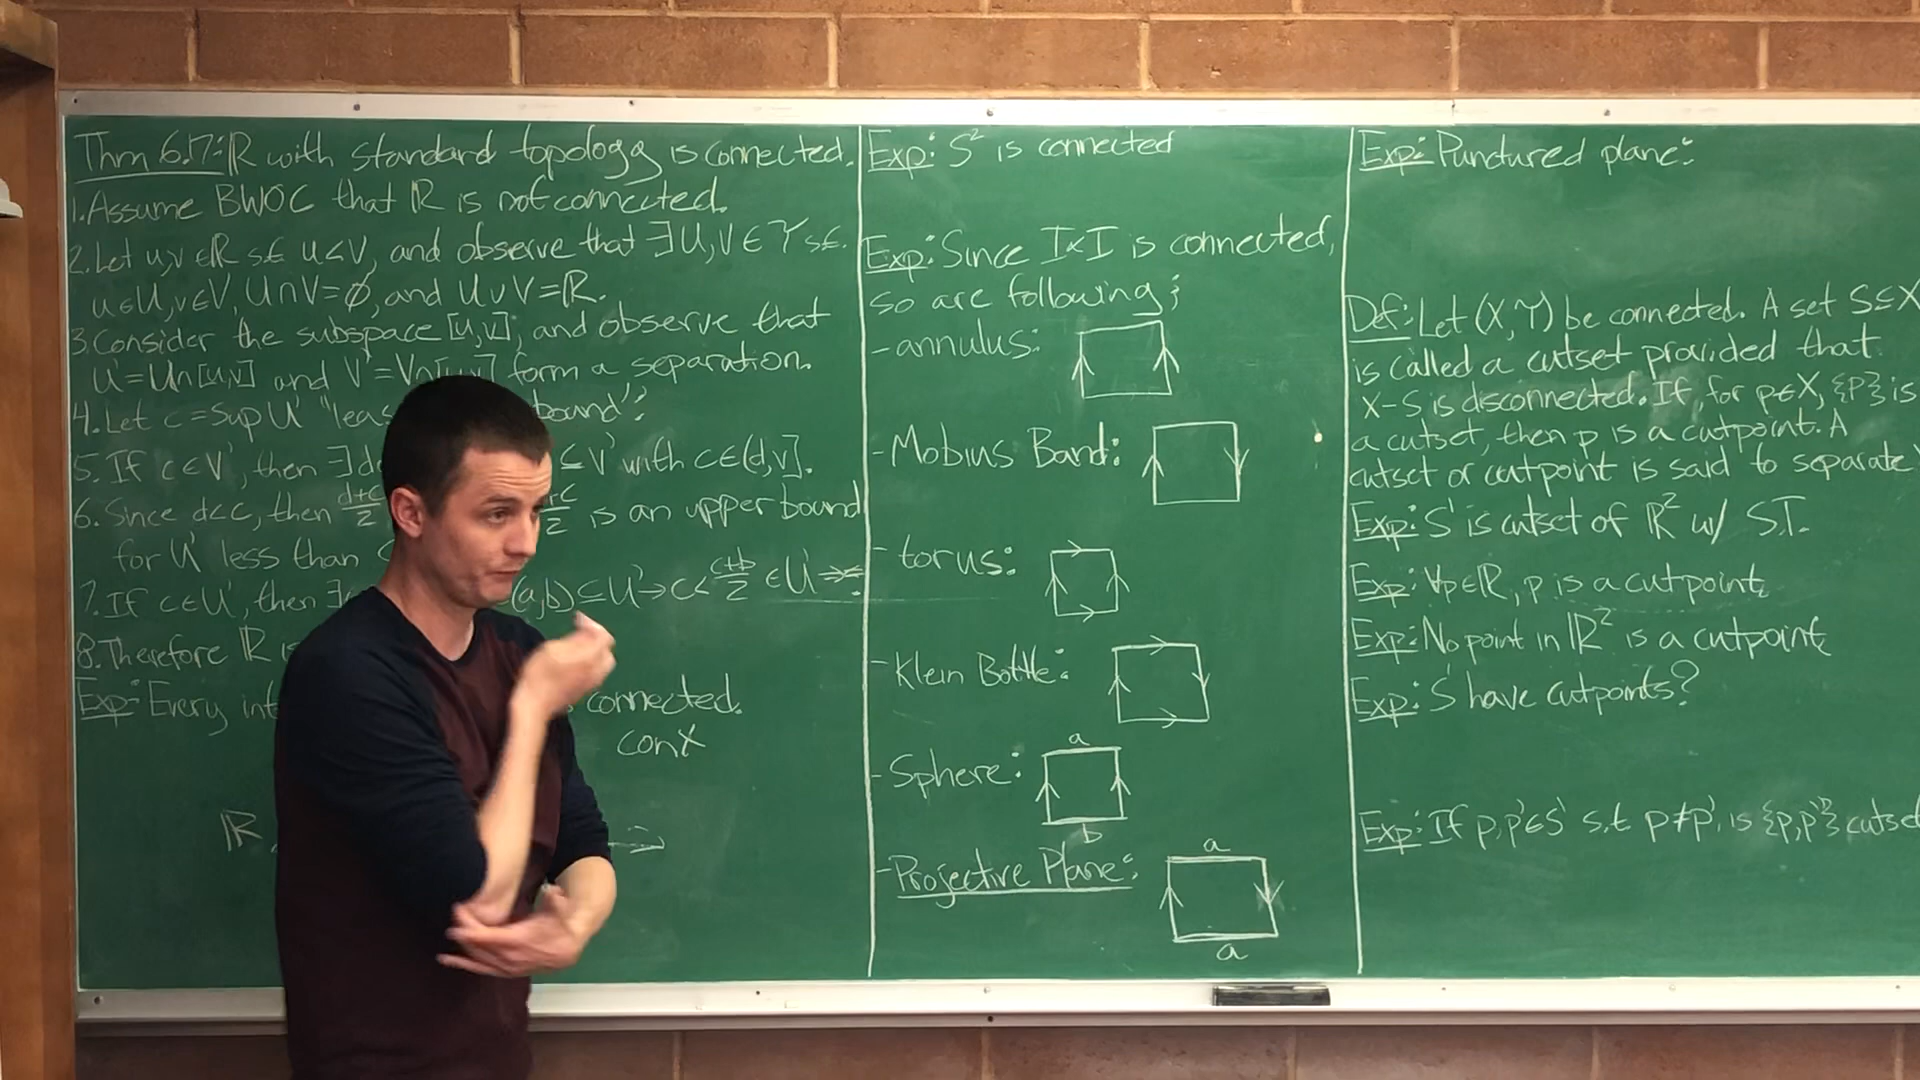 Thm 6.7: ℝ with standard topology is connected.
1. Assume BWOC that ℝ is not connected.
2. Let u,v ∈ ℝ s.t. u<v, and observe that ∃ U,V ∈ 𝒯 s.t.
u∈U, v∈V, U∩V=∅, and U∪V=ℝ.
3. Consider the subspace [u,v], and observe that
U'=U∩[u,v] and V'=V∩[u,v] form a separation.
4. Let c = sup U' "leas bound".
5. If c∈V', then ∃ d ⊆V' with c∈(d,v].
6. Since d<c, then (d+c)/2 is an upper bound
for U' less than
7. If c∈U', then ∃ (a,b)⊆U' → c< (c+b)/2 ∈U' →←.
8. Therefore ℝ is
Exp: Every int connected.
conx
ℝ
Exp: S² is connected
Exp: Since I×I is connected,
so are following;
- annulus:
- Mobius Band:
- torus:
- Klein Bottle:
a
- Sphere:
b
a
- Projective Plane:
a
Exp: Punctured plane:
Def: Let (X,𝒯) be connected. A set S⊆X
is called a cutset provided that
X-S is disconnected. If, for p∈X, {p} is
a cutset, then p is a cutpoint. A
cutset or cutpoint is said to separate
Exp: S¹ is cutset of ℝ² w/ S.T.
Exp: ∀p∈ℝ, p is a cutpoint
Exp: No point in ℝ² is a cutpoint
Exp: S¹ have cutpoints?
Exp: If p,p'∈S¹ s.t. p≠p', is {p,p'} cutse